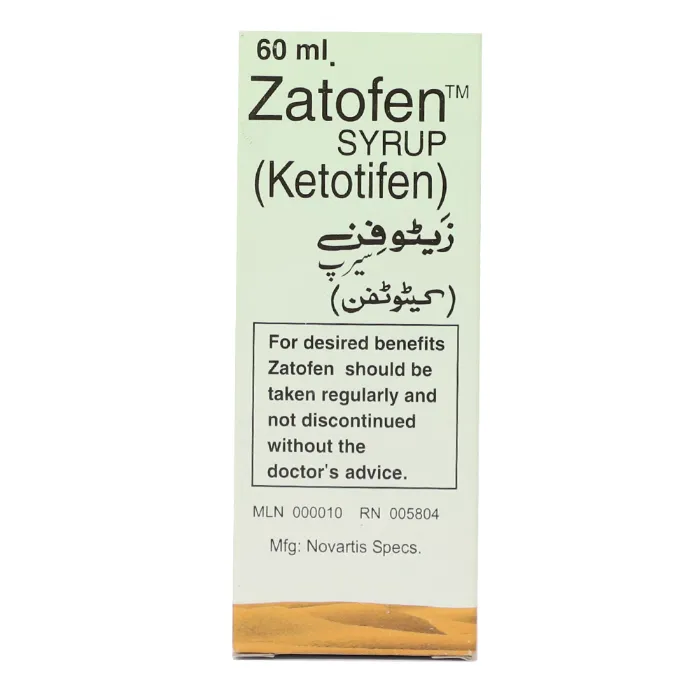 60 ml.
Zatofen™
SYRUP
(Ketotifen)
زَیٹوفِن
سیرپ
(کیٹوٹفن)
For desired benefits
Zatofen should be
taken regularly and
not discontinued
without the
doctor's advice.
MLN 000010 RN 005804
Mfg: Novartis Specs.